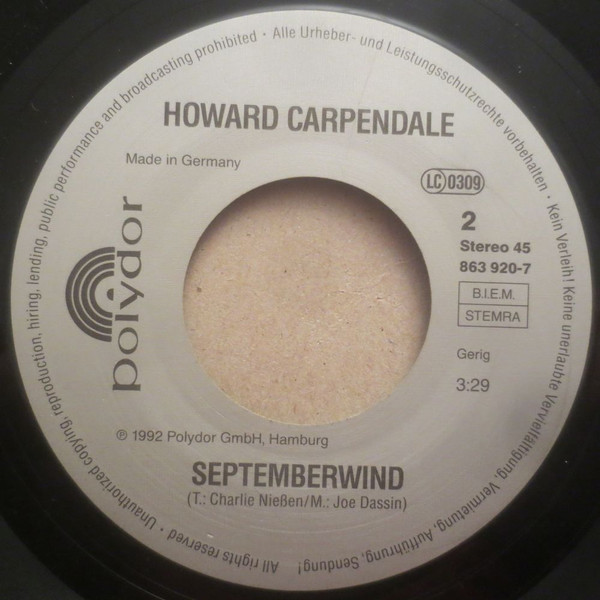 Unauthorized copying, reproduction, hiring, lending, public performance and broadcasting prohibited · Alle Urheber- und Leistungsschutzrechte vorbehalten · Kein Verleih! Keine unerlaubte Vervielfältigung, Vermietung, Aufführung, Sendung! All rights reserved ·
HOWARD CARPENDALE
Made in Germany
LC 0309
polydor
2
Stereo 45
863 920-7
B.I.E.M.
STEMRA
Gerig
3:29
℗ 1992 Polydor GmbH, Hamburg
SEPTEMBERWIND
(T.: Charlie Nießen/M.: Joe Dassin)